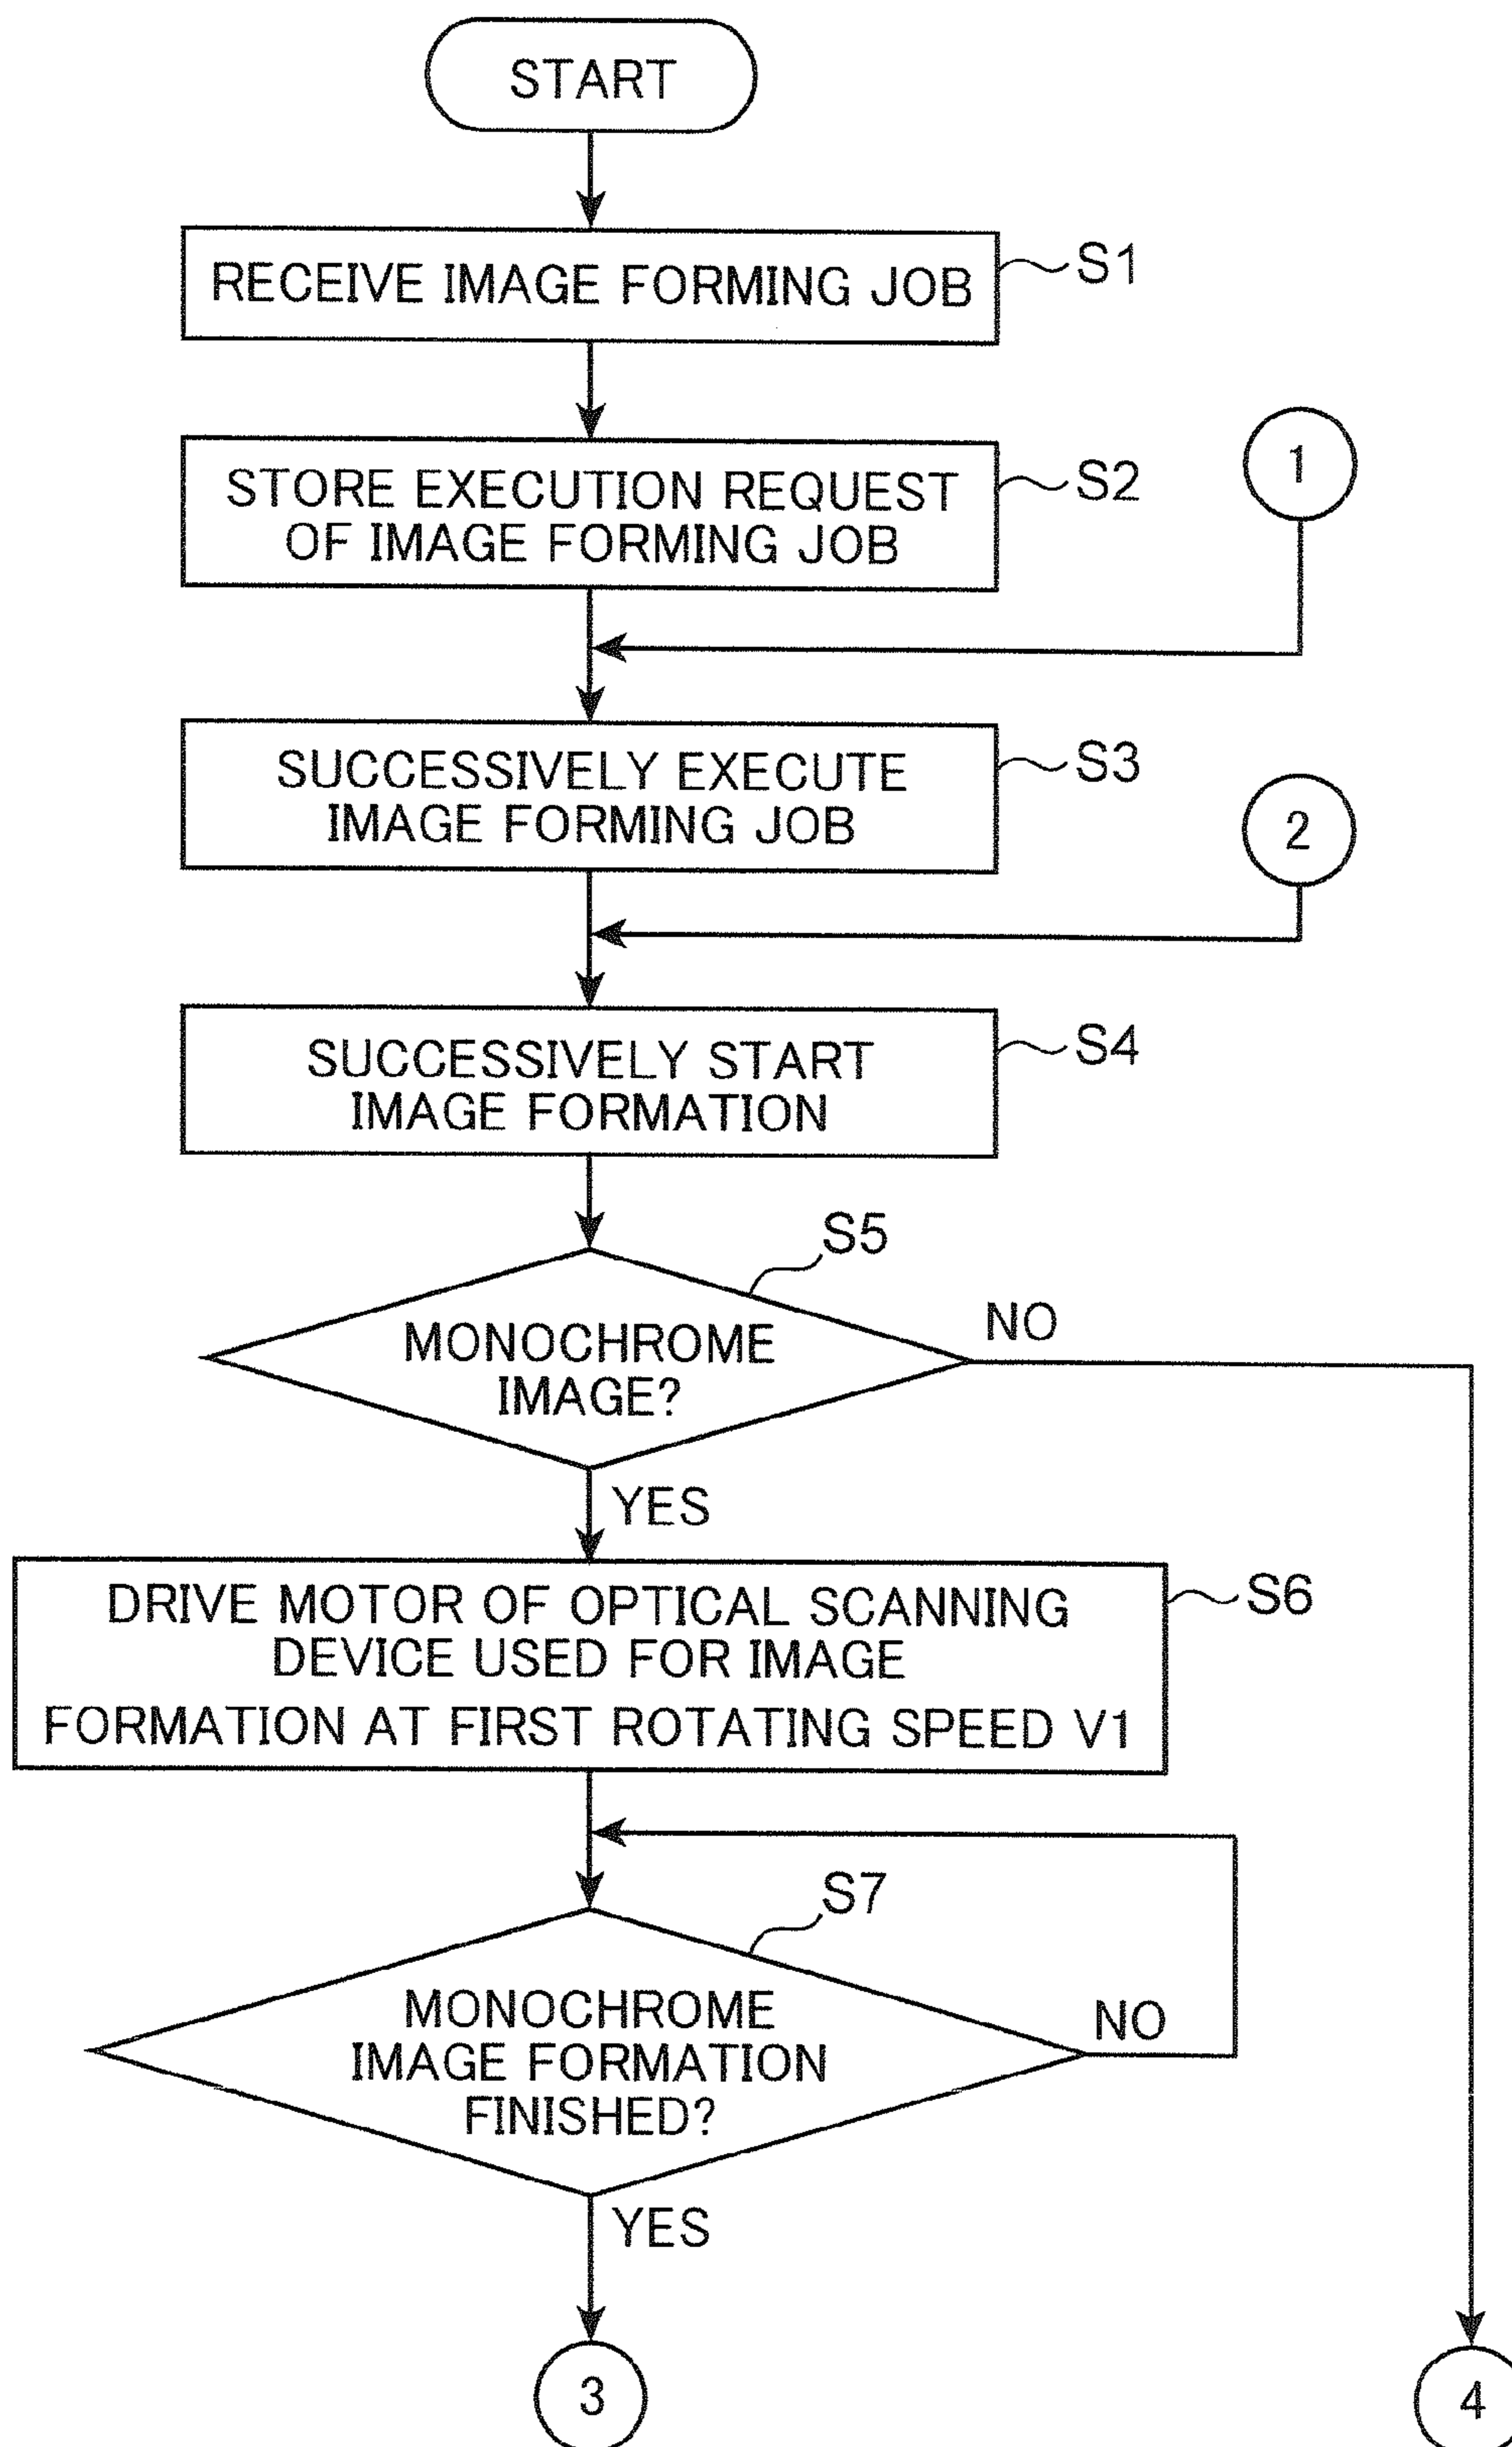 START
RECEIVE IMAGE FORMING JOB
S1
STORE EXECUTION REQUEST
OF IMAGE FORMING JOB
S2
1
SUCCESSIVELY EXECUTE
IMAGE FORMING JOB
S3
2
SUCCESSIVELY START
IMAGE FORMATION
S4
S5
MONOCHROME
IMAGE?
NO
YES
DRIVE MOTOR OF OPTICAL SCANNING
DEVICE USED FOR IMAGE
FORMATION AT FIRST ROTATING SPEED V1
S6
S7
MONOCHROME
IMAGE FORMATION
FINISHED?
NO
YES
3
4